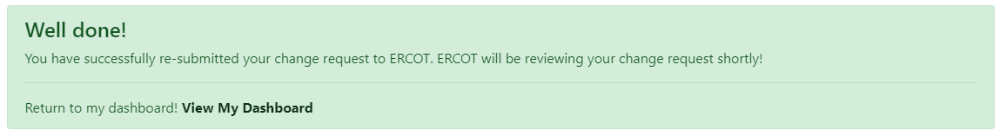 Well done!
You have successfully re-submitted your change request to ERCOT. ERCOT will be reviewing your change request shortly!
Return to my dashboard! View My Dashboard